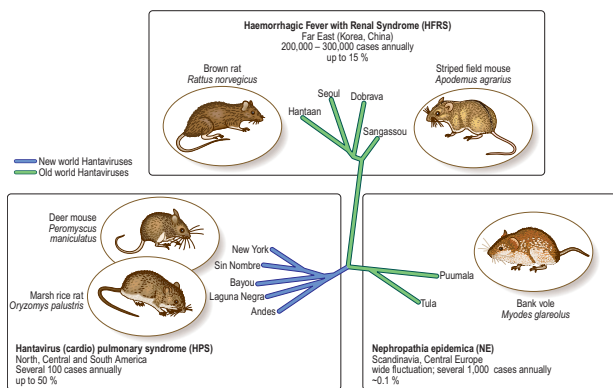 Haemorrhagic Fever with Renal Syndrome (HFRS)
Far East (Korea, China)
200,000 – 300,000 cases annually
up to 15 %
Brown rat
Rattus norvegicus
Striped field mouse
Apodemus agrarius
Seoul
Dobrava
Hantaan
Sangassou
New world Hantaviruses
Old world Hantaviruses
Deer mouse
Peromyscus
maniculatus
Marsh rice rat
Oryzomys palustris
New York
Sin Nombre
Bayou
Laguna Negra
Andes
Hantavirus (cardio) pulmonary syndrome (HPS)
North, Central and South America
Several 100 cases annually
up to 50 %
Puumala
Tula
Bank vole
Myodes glareolus
Nephropathia epidemica (NE)
Scandinavia, Central Europe
wide fluctuation; several 1,000 cases annually
~0.1 %